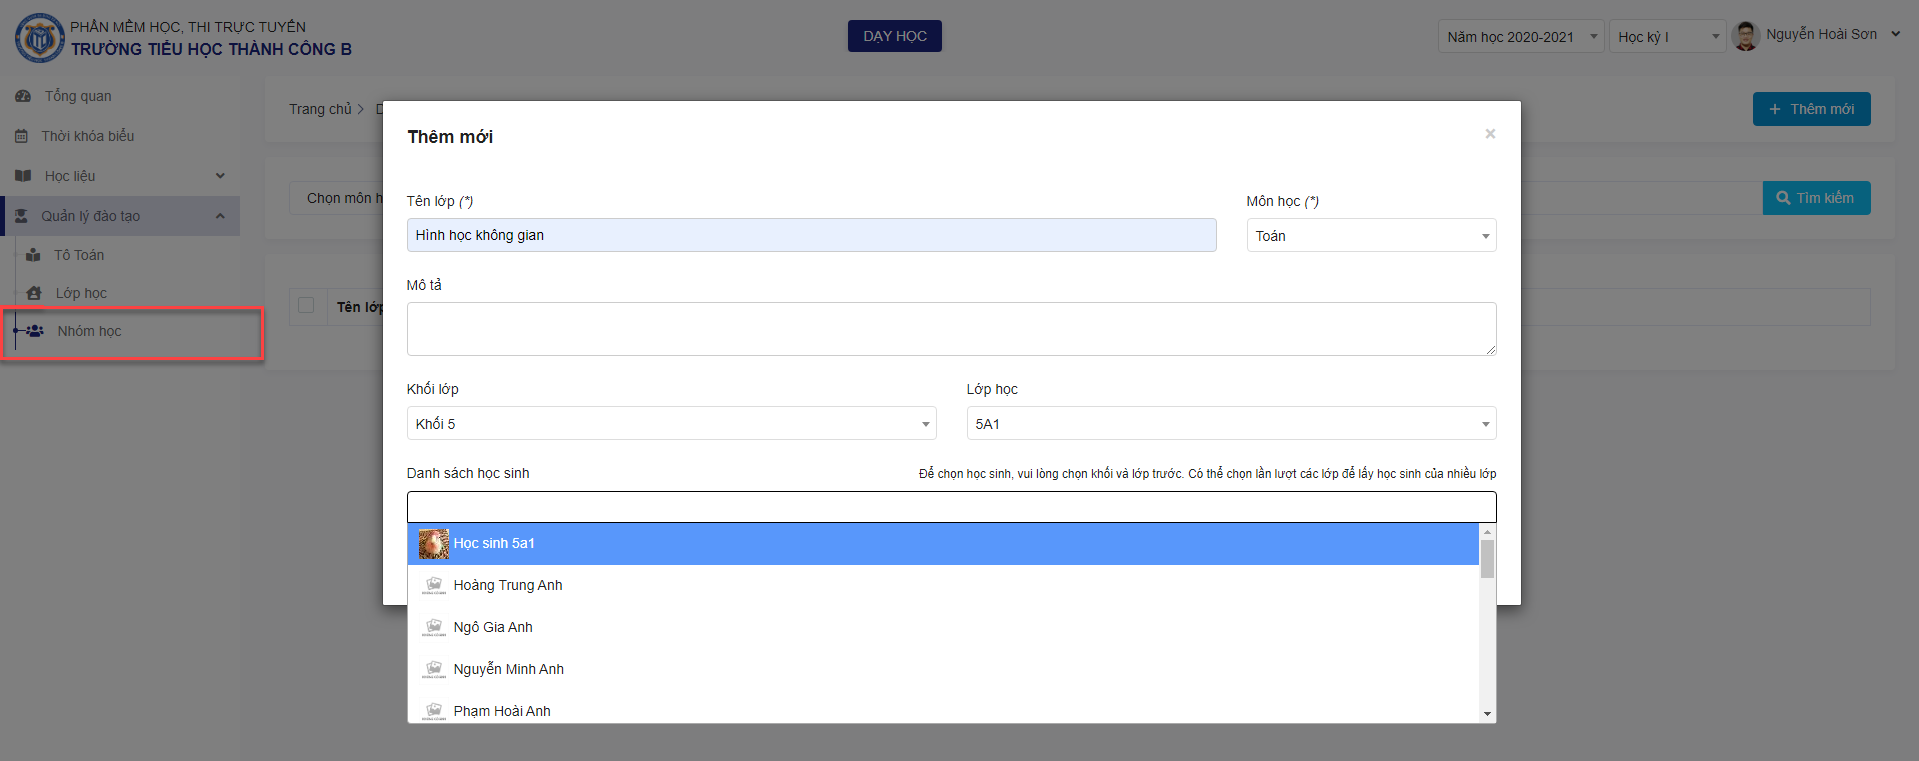 PHẦN MỀM HỌC, THI TRỰC TUYẾN
TRƯỜNG TIỂU HỌC THÀNH CÔNG B
DẠY HỌC
Năm học 2020-2021
Học kỳ I
Nguyễn Hoài Sơn
Tổng quan
Thời khóa biểu
Học liệu
Quản lý đào tạo
Tổ Toán
Lớp học
Nhóm học
Trang chủ > D
+ Thêm mới
Chọn môn h
Tìm kiếm
Tên lớp
Thêm mới
×
Tên lớp (*)
Môn học (*)
Hình học không gian
Toán
Mô tả
Khối lớp
Lớp học
Khối 5
5A1
Danh sách học sinh
Để chọn học sinh, vui lòng chọn khối và lớp trước. Có thể chọn lần lượt các lớp để lấy học sinh của nhiều lớp
Học sinh 5a1
Hoàng Trung Anh
Ngô Gia Anh
Nguyễn Minh Anh
Phạm Hoài Anh